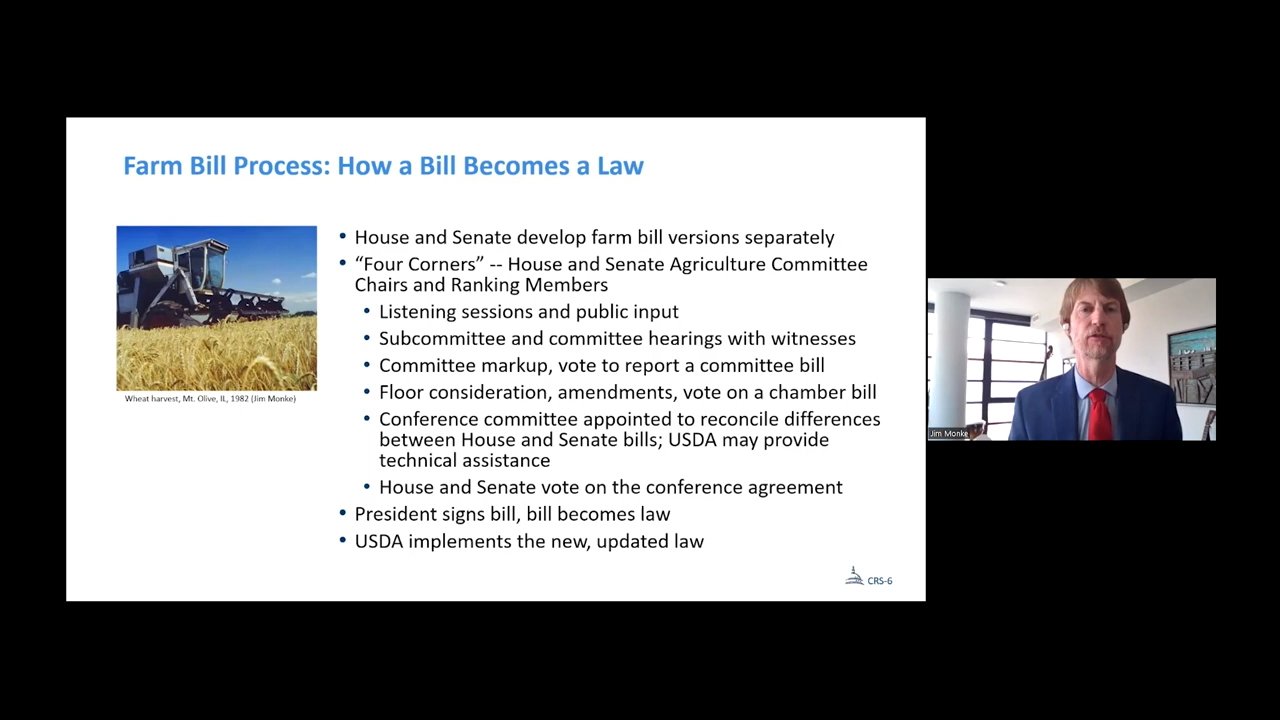 Farm Bill Process: How a Bill Becomes a Law
• House and Senate develop farm bill versions separately
• “Four Corners” -- House and Senate Agriculture Committee
Chairs and Ranking Members
• Listening sessions and public input
• Subcommittee and committee hearings with witnesses
• Committee markup, vote to report a committee bill
• Floor consideration, amendments, vote on a chamber bill
• Conference committee appointed to reconcile differences
between House and Senate bills; USDA may provide
technical assistance
• House and Senate vote on the conference agreement
• President signs bill, bill becomes law
• USDA implements the new, updated law
Wheat harvest, Mt. Olive, IL, 1982 (Jim Monke)
CRS-6
Jim Monke